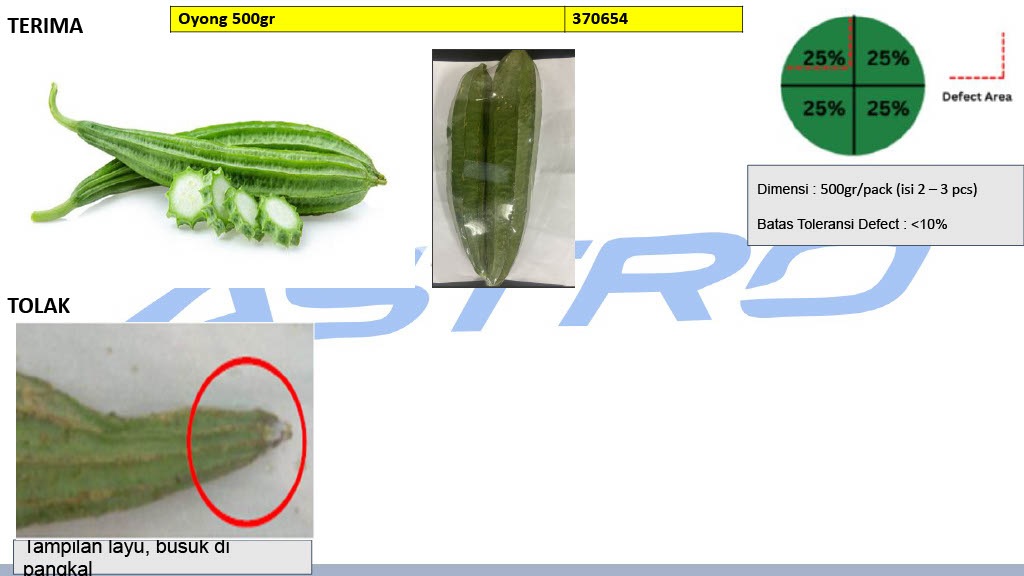 TERIMA
Oyong 500gr 370654
25% 25%
25% 25%
Defect Area
Dimensi : 500gr/pack (isi 2 – 3 pcs)
Batas Toleransi Defect : <10%
ASTRO
TOLAK
Tampilan layu, busuk di
pangkal